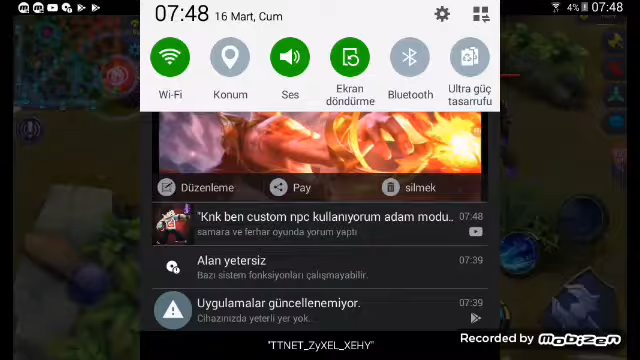 4% 07:48
07:48 16 Mart, Cum
Wi-Fi
Konum
Ses
Ekran döndürme
Bluetooth
Ultra güç tasarrufu
Düzenleme
Pay
silmek
"Knk ben custom npc kullanıyorum adam modu.. 07:48
samara ve ferhar oyunda yorum yaptı
Alan yetersiz 07:39
Bazı sistem fonksiyonları çalışmayabilir.
Uygulamalar güncellenemiyor. 07:39
Cihazınızda yeterli yer yok..
"TTNET_ZyXEL_XEHY"
Recorded by Mobizen